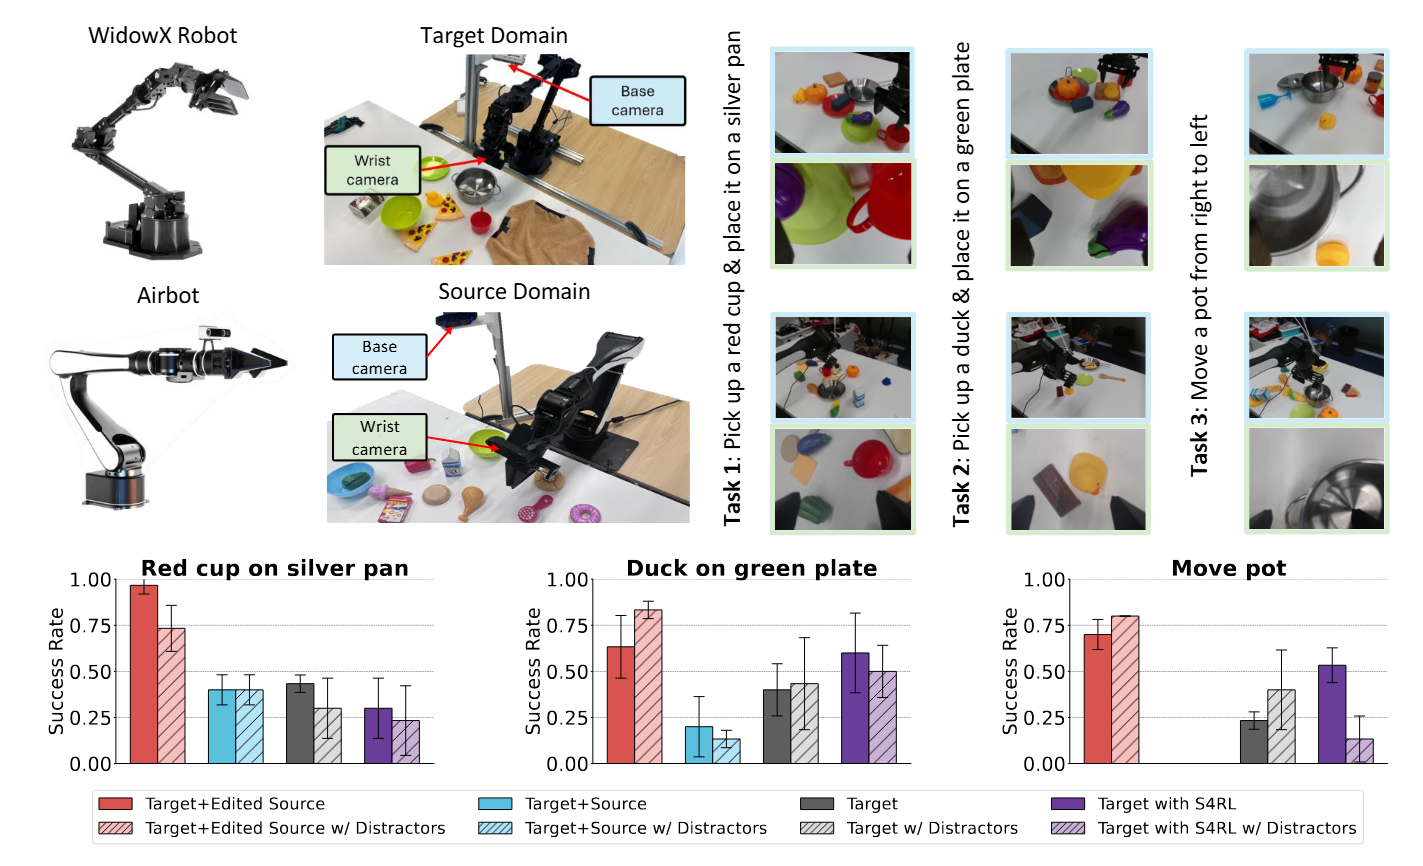 WidowX Robot
Target Domain
Base
camera
Wrist
camera
Airbot
Source Domain
Base
camera
Wrist
camera
Task 1: Pick up a red cup & place it on a silver pan
Task 2: Pick up a duck & place it on a green plate
Task 3: Move a pot from right to left
Red cup on silver pan
Success Rate
1.00
0.75
0.50
0.25
0.00
Duck on green plate
Success Rate
1.00
0.75
0.50
0.25
0.00
Move pot
Success Rate
1.00
0.75
0.50
0.25
0.00
Target+Edited Source
Target+Source
Target
Target with S4RL
Target+Edited Source w/ Distractors
Target+Source w/ Distractors
Target w/ Distractors
Target with S4RL w/ Distractors